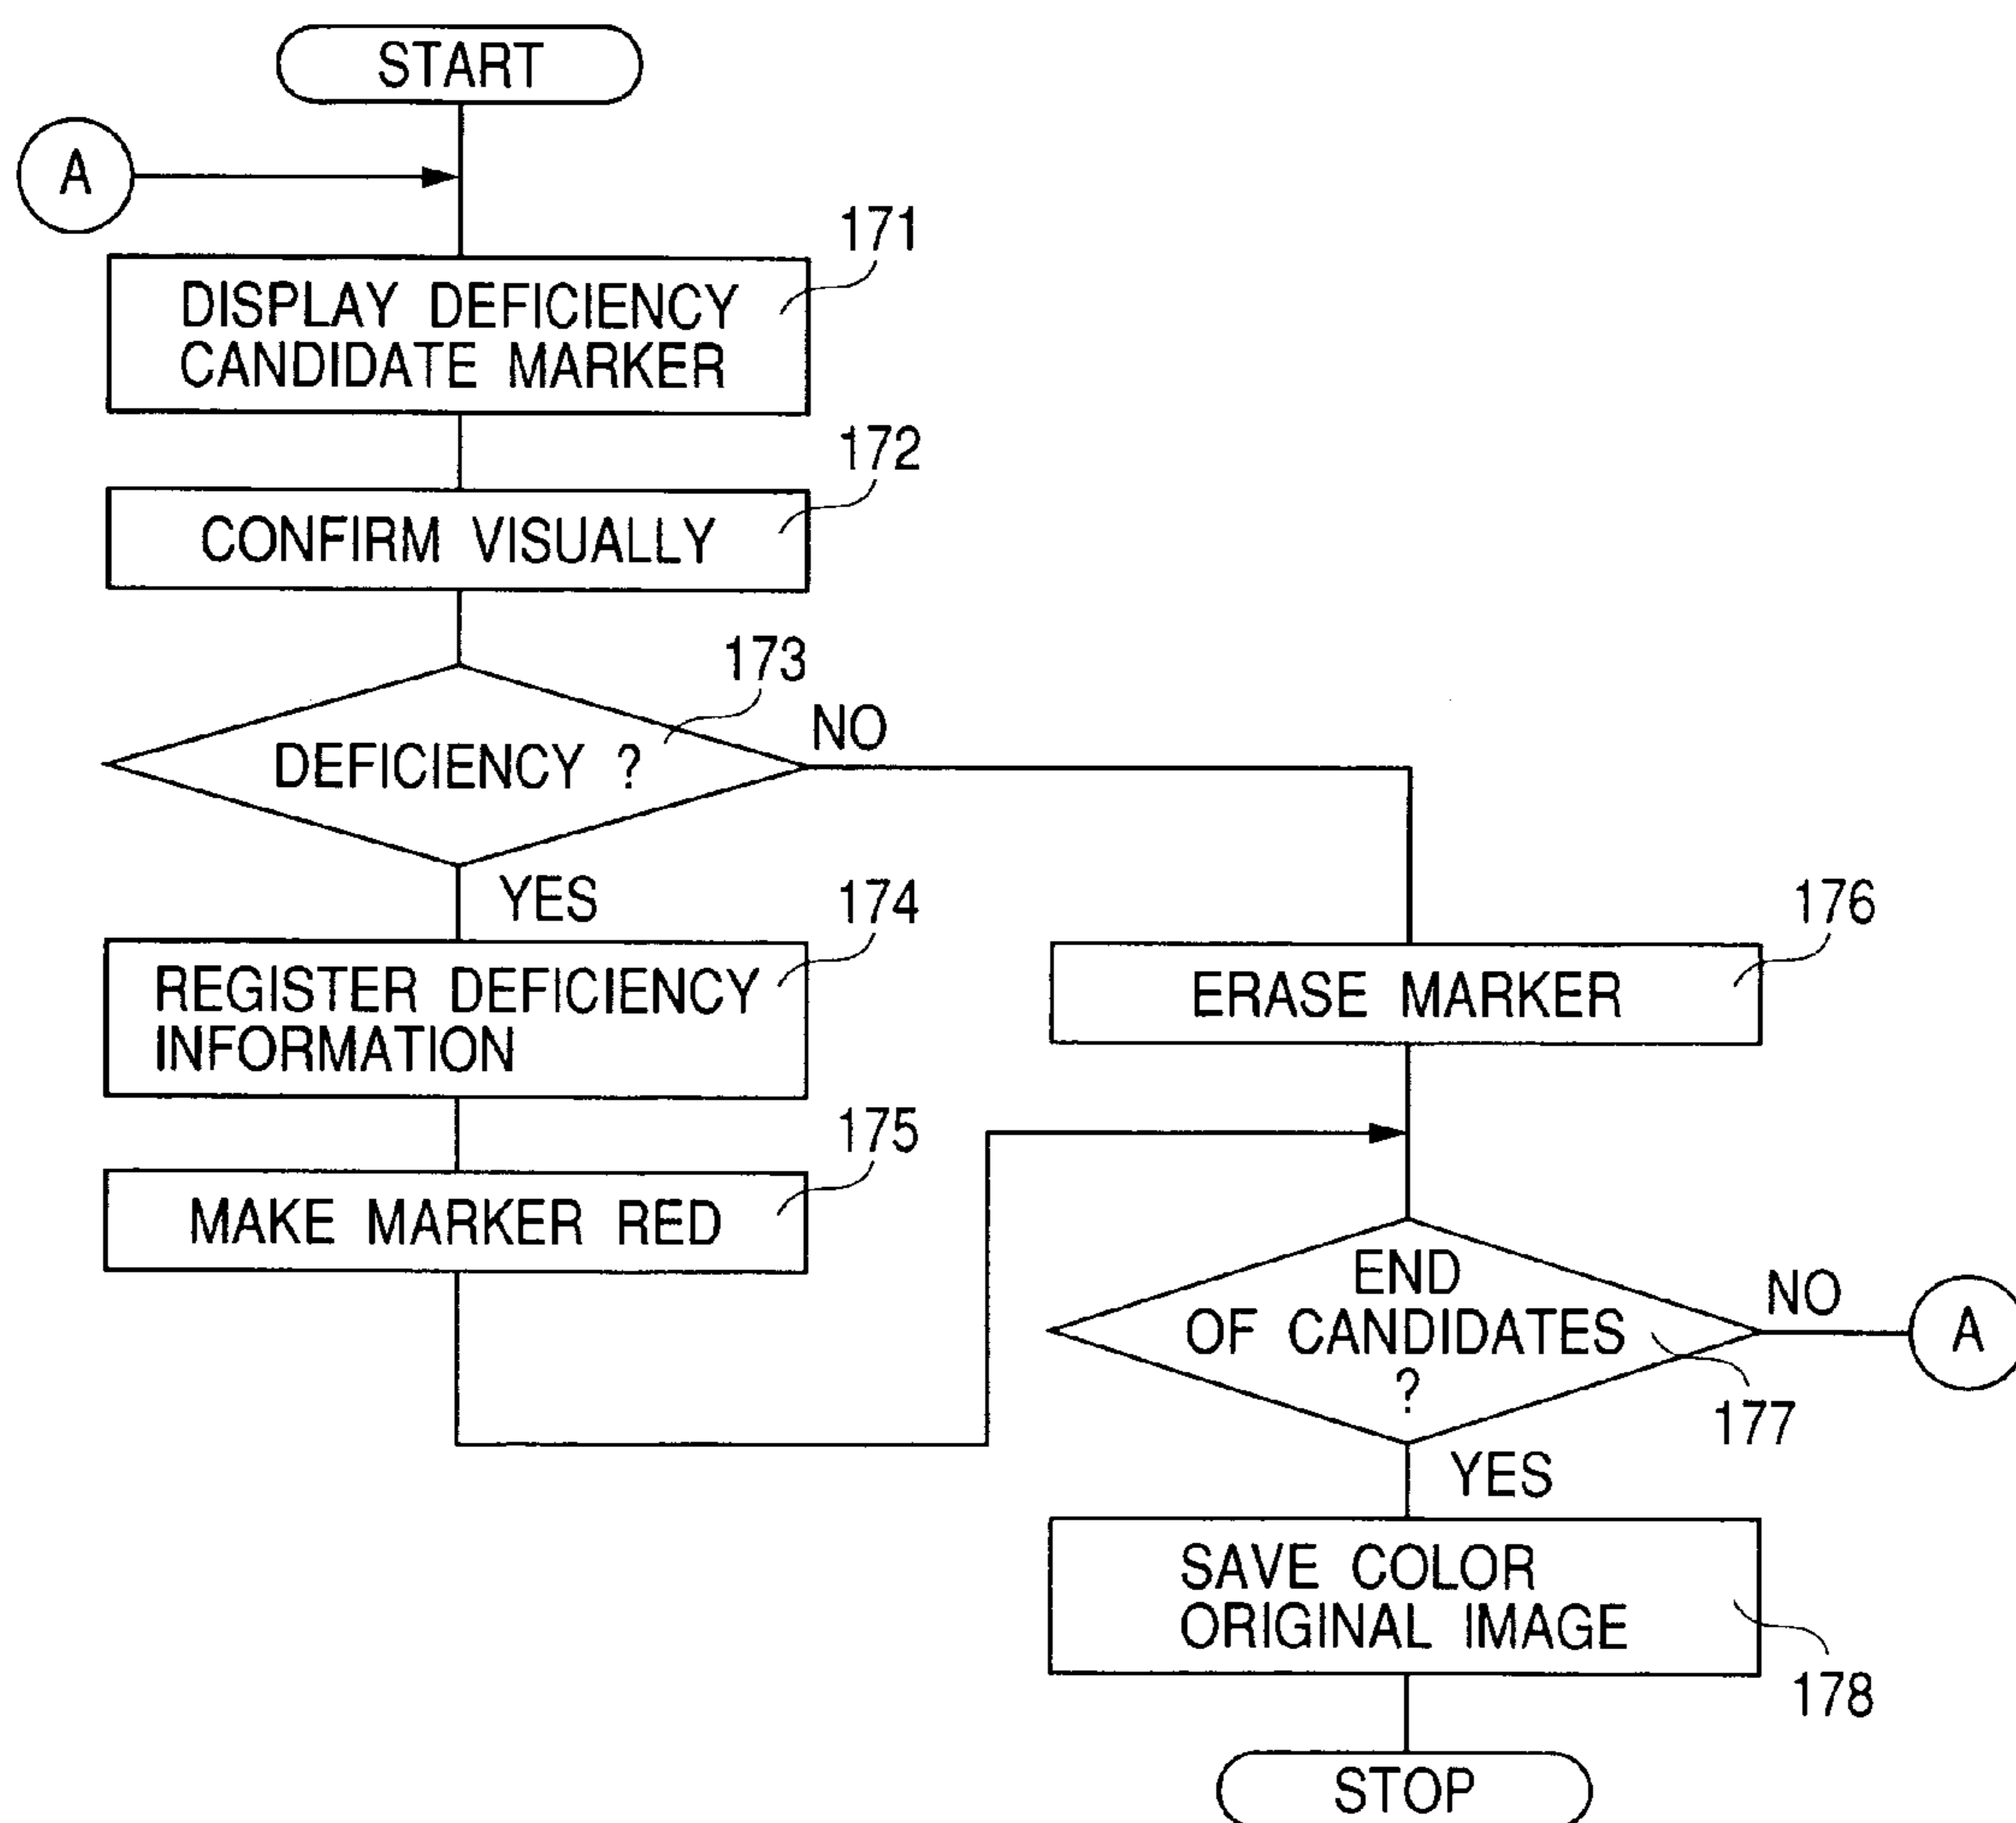 START
A
171
DISPLAY DEFICIENCY
CANDIDATE MARKER
172
CONFIRM VISUALLY
173
DEFICIENCY ?
NO
YES
174
REGISTER DEFICIENCY
INFORMATION
175
MAKE MARKER RED
176
ERASE MARKER
END
OF CANDIDATES
?
NO
A
177
YES
SAVE COLOR
ORIGINAL IMAGE
178
STOP